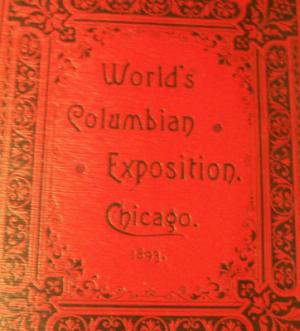 World's
Columbian
Exposition.
Chicago.
1893.